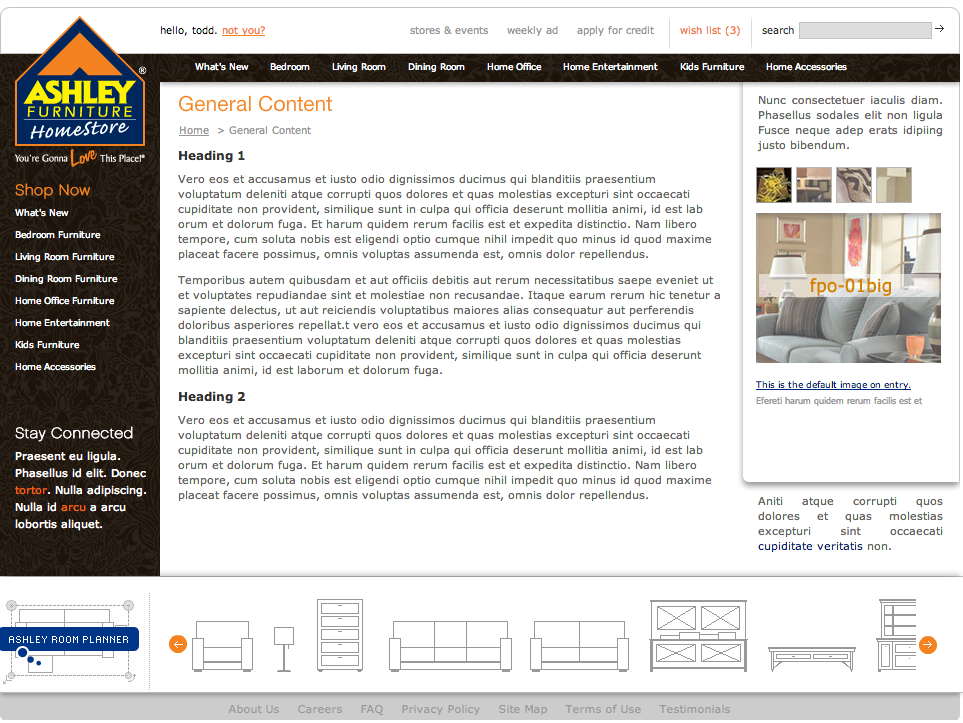 hello, todd. not you?
stores & events weekly ad apply for credit wish list (3) search
What's New Bedroom Living Room Dining Room Home Office Home Entertainment Kids Furniture Home Accessories
ASHLEY
FURNITURE
HomeStore
®
You're Gonna Love This Place!®
Shop Now
What's New
Bedroom Furniture
Living Room Furniture
Dining Room Furniture
Home Office Furniture
Home Entertainment
Kids Furniture
Home Accessories
Stay Connected
Praesent eu ligula.
Phasellus id elit. Donec
tortor. Nulla adipiscing.
Nulla id arcu a arcu
lobortis aliquet.
General Content
Home > General Content
Heading 1
Vero eos et accusamus et iusto odio dignissimos ducimus qui blanditiis praesentium
voluptatum deleniti atque corrupti quos dolores et quas molestias excepturi sint occaecati
cupiditate non provident, similique sunt in culpa qui officia deserunt mollitia animi, id est lab
orum et dolorum fuga. Et harum quidem rerum facilis est et expedita distinctio. Nam libero
tempore, cum soluta nobis est eligendi optio cumque nihil impedit quo minus id quod maxime
placeat facere possimus, omnis voluptas assumenda est, omnis dolor repellendus.
Temporibus autem quibusdam et aut officiis debitis aut rerum necessitatibus saepe eveniet ut
et voluptates repudiandae sint et molestiae non recusandae. Itaque earum rerum hic tenetur a
sapiente delectus, ut aut reiciendis voluptatibus maiores alias consequatur aut perferendis
doloribus asperiores repellat.t vero eos et accusamus et iusto odio dignissimos ducimus qui
blanditiis praesentium voluptatum deleniti atque corrupti quos dolores et quas molestias
excepturi sint occaecati cupiditate non provident, similique sunt in culpa qui officia deserunt
mollitia animi, id est laborum et dolorum fuga.
Heading 2
Vero eos et accusamus et iusto odio dignissimos ducimus qui blanditiis praesentium
voluptatum deleniti atque corrupti quos dolores et quas molestias excepturi sint occaecati
cupiditate non provident, similique sunt in culpa qui officia deserunt mollitia animi, id est lab
orum et dolorum fuga. Et harum quidem rerum facilis est et expedita distinctio. Nam libero
tempore, cum soluta nobis est eligendi optio cumque nihil impedit quo minus id quod maxime
placeat facere possimus, omnis voluptas assumenda est, omnis dolor repellendus.
Nunc consectetuer iaculis diam.
Phasellus sodales elit non ligula
Fusce neque adep erats idipiing
justo bibendum.
fpo-01big
This is the default image on entry.
Efereti harum quidem rerum facilis est et
Aniti atque corrupti quos
dolores et quas molestias
excepturi sint occaecati
cupiditate veritatis non.
ASHLEY ROOM PLANNER
About Us Careers FAQ Privacy Policy Site Map Terms of Use Testimonials